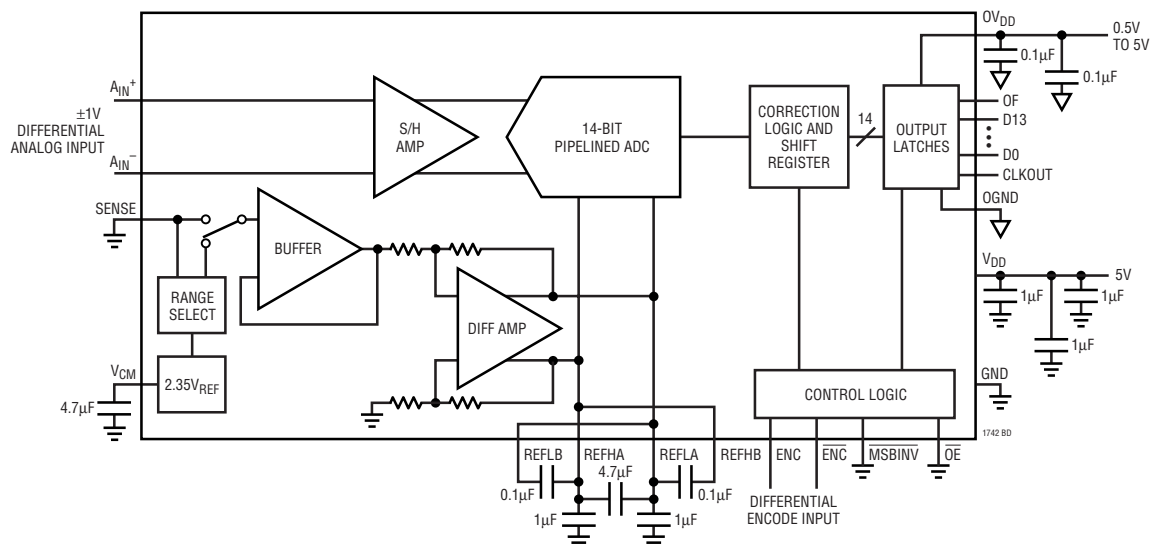 OVDD
0.5V
TO 5V
0.1µF
0.1µF
AIN+
±1V
DIFFERENTIAL
ANALOG INPUT
AIN–
S/H
AMP
14-BIT
PIPELINED ADC
CORRECTION
LOGIC AND
SHIFT
REGISTER
14
OUTPUT
LATCHES
OF
D13
D0
CLKOUT
OGND
SENSE
BUFFER
RANGE
SELECT
DIFF AMP
VDD
5V
1µF
1µF
1µF
VCM
2.35VREF
4.7µF
CONTROL LOGIC
GND
1742 BD
REFLB
REFHA
REFLA
REFHB
ENC
E̅N̅C̅
M̅S̅B̅I̅N̅V̅
O̅E̅
4.7µF
0.1µF
0.1µF
1µF
1µF
DIFFERENTIAL
ENCODE INPUT